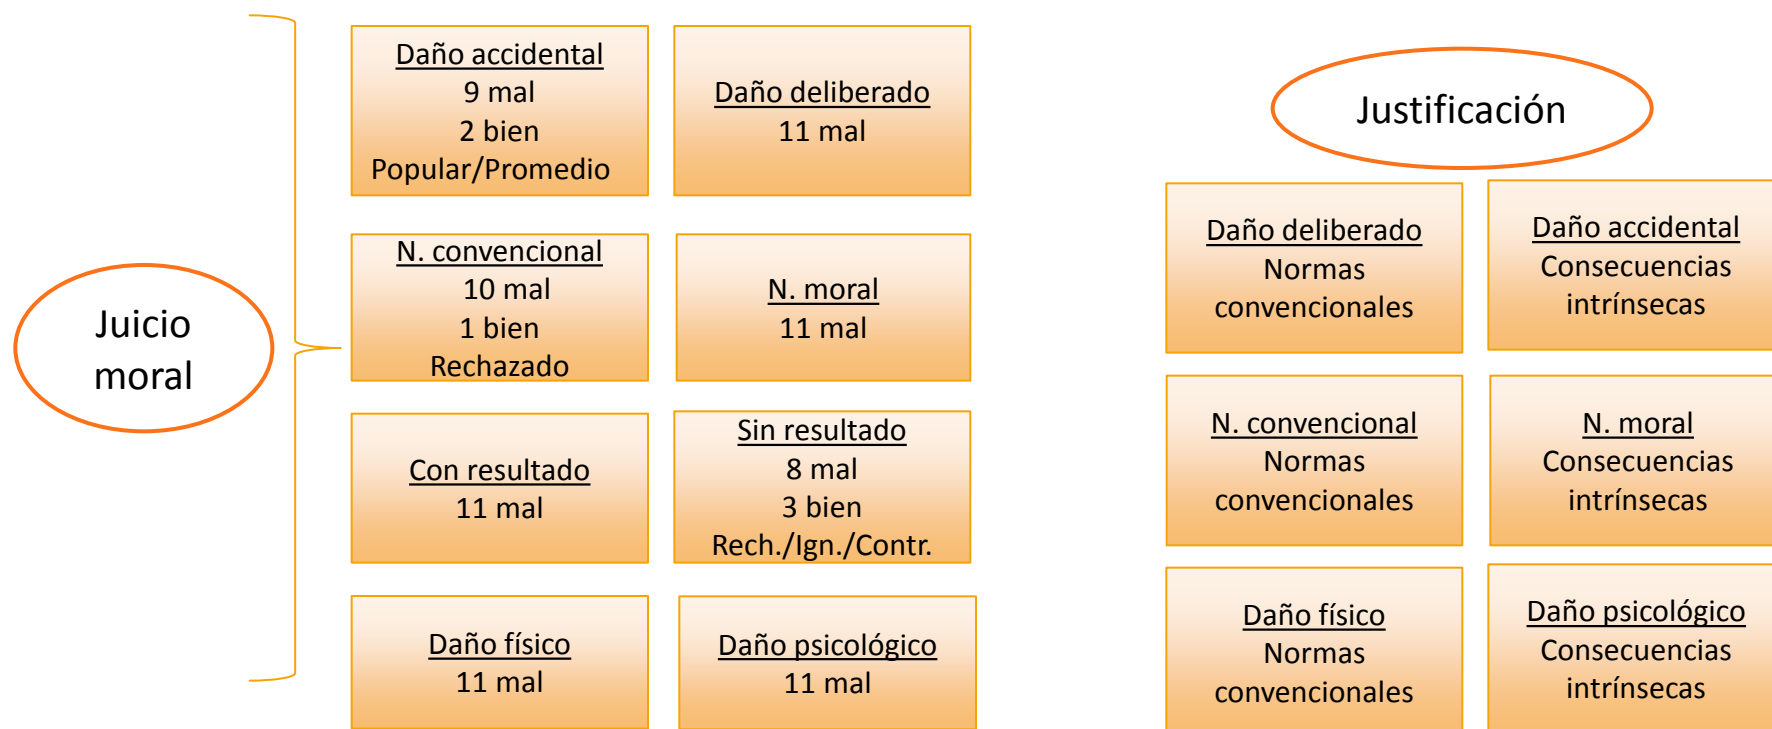 Juicio
moral
Daño accidental
9 mal
2 bien
Popular/Promedio
Daño deliberado
11 mal
N. convencional
10 mal
1 bien
Rechazado
N. moral
11 mal
Con resultado
11 mal
Sin resultado
8 mal
3 bien
Rech./Ign./Contr.
Daño físico
11 mal
Daño psicológico
11 mal
Justificación
Daño deliberado
Normas
convencionales
Daño accidental
Consecuencias
intrínsecas
N. convencional
Normas
convencionales
N. moral
Consecuencias
intrínsecas
Daño físico
Normas
convencionales
Daño psicológico
Consecuencias
intrínsecas